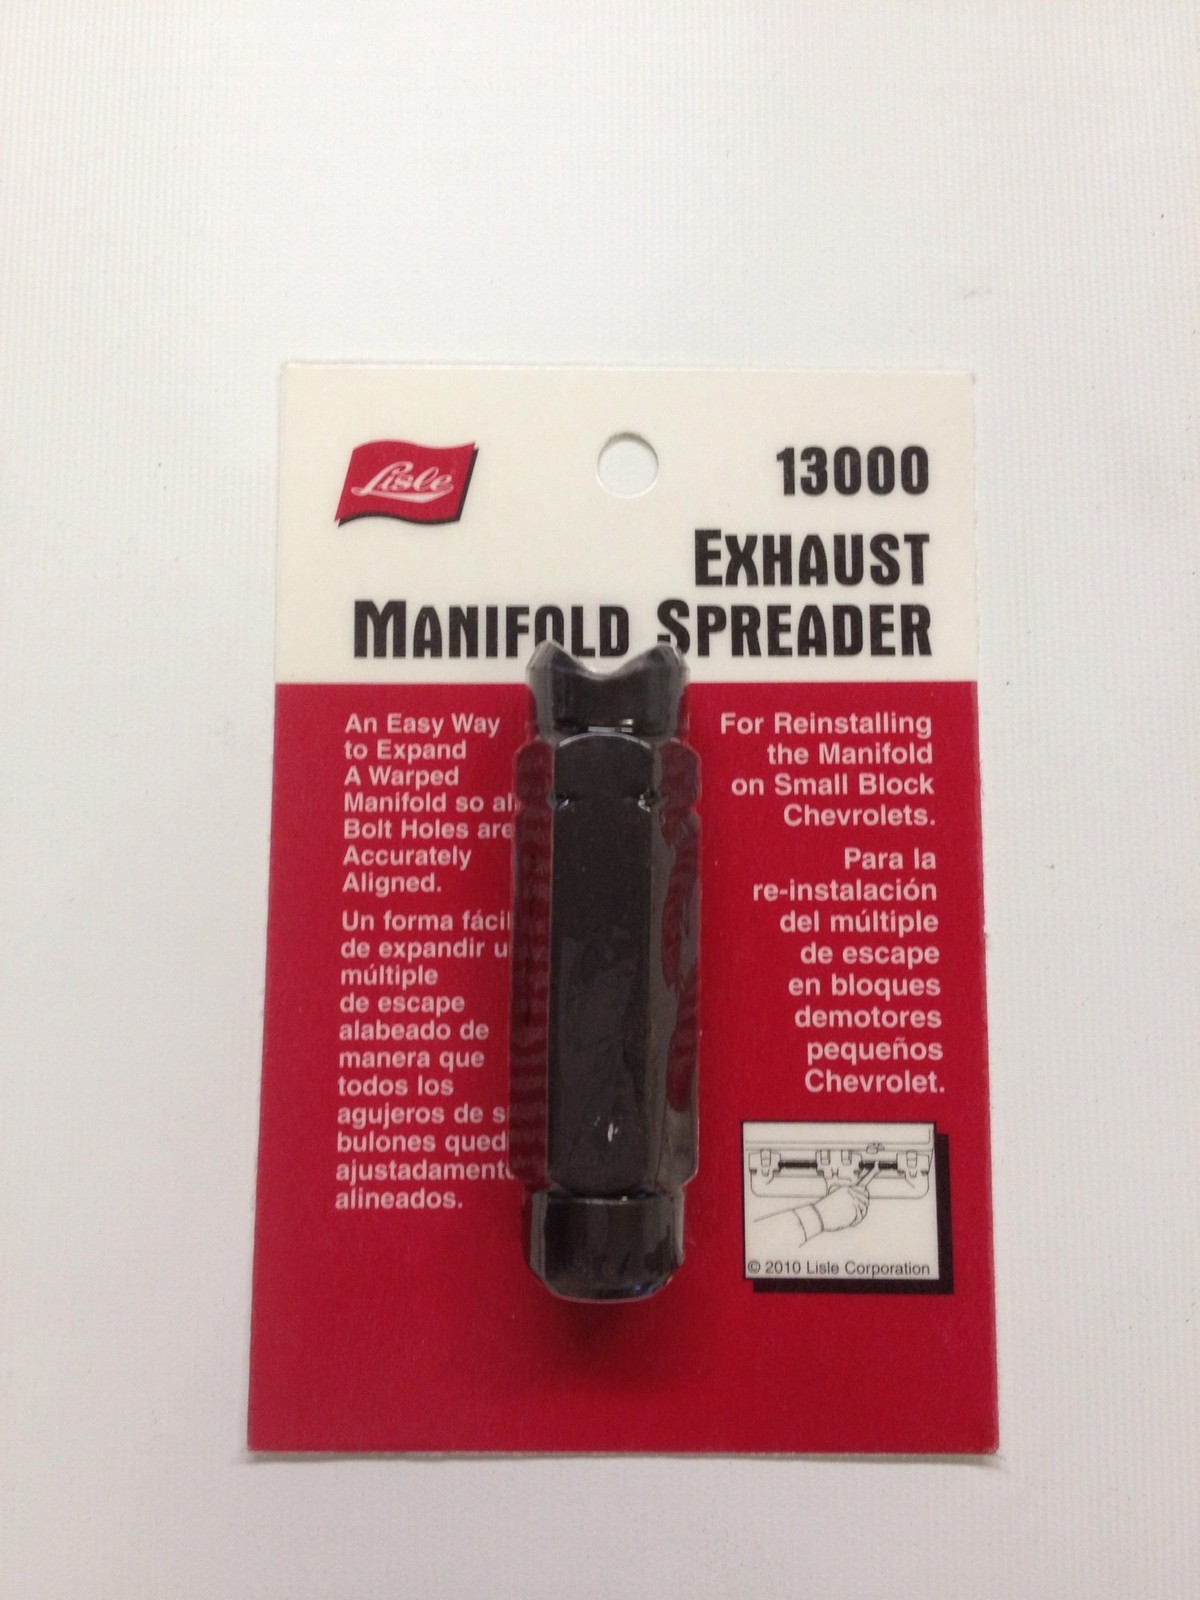 Lisle
13000
EXHAUST
MANIFOLD SPREADER
An Easy Way
to Expand
A Warped
Manifold so al
Bolt Holes are
Accurately
Aligned.
Un forma fácil
de expandir u
múltiple
de escape
alabeado de
manera que
todos los
agujeros de s
bulones qued
ajustadament
alineados.
For Reinstalling
the Manifold
on Small Block
Chevrolets.
Para la
re-instalación
del múltiple
de escape
en bloques
demotores
pequeños
Chevrolet.
© 2010 Lisle Corporation